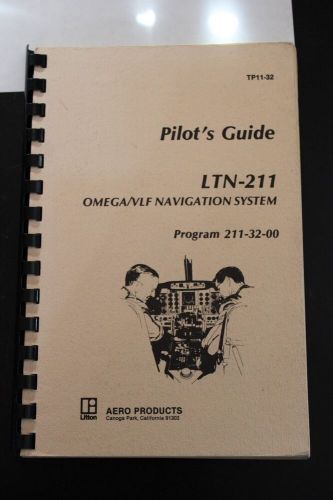 TP11-32
Pilot's Guide
LTN-211
OMEGA/VLF NAVIGATION SYSTEM
Program 211-32-00
Litton
AERO PRODUCTS
Canoga Park, California 91303